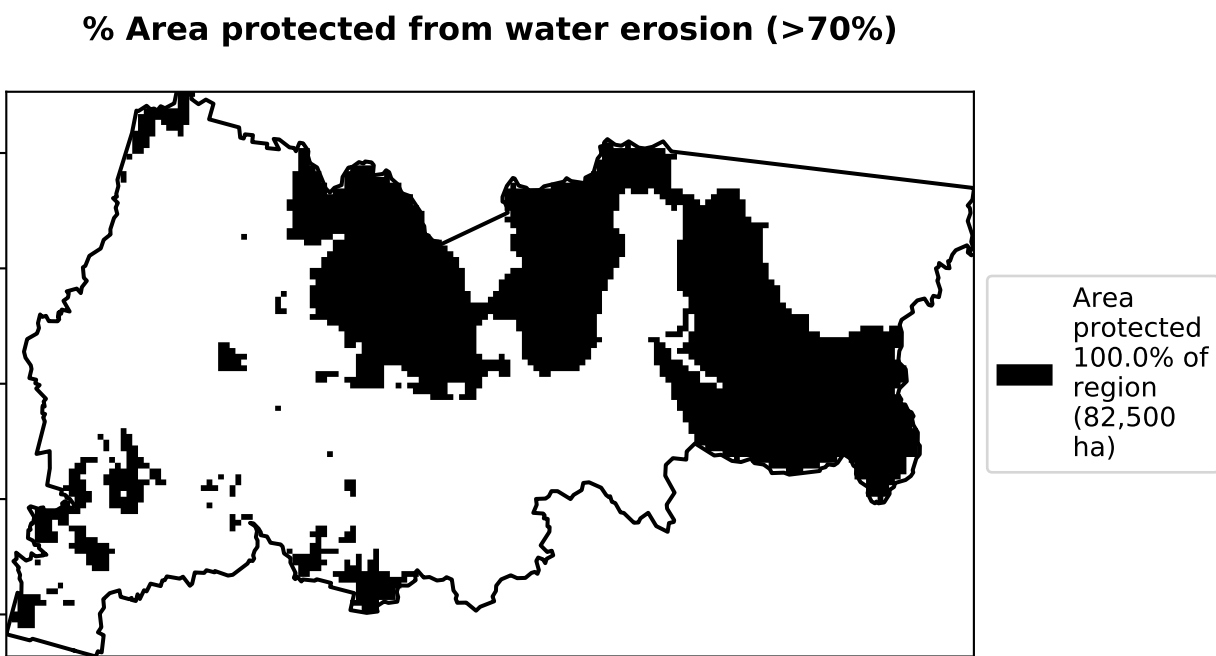 % Area protected from water erosion (>70%)
Area
protected
100.0% of
region
(82,500
ha)